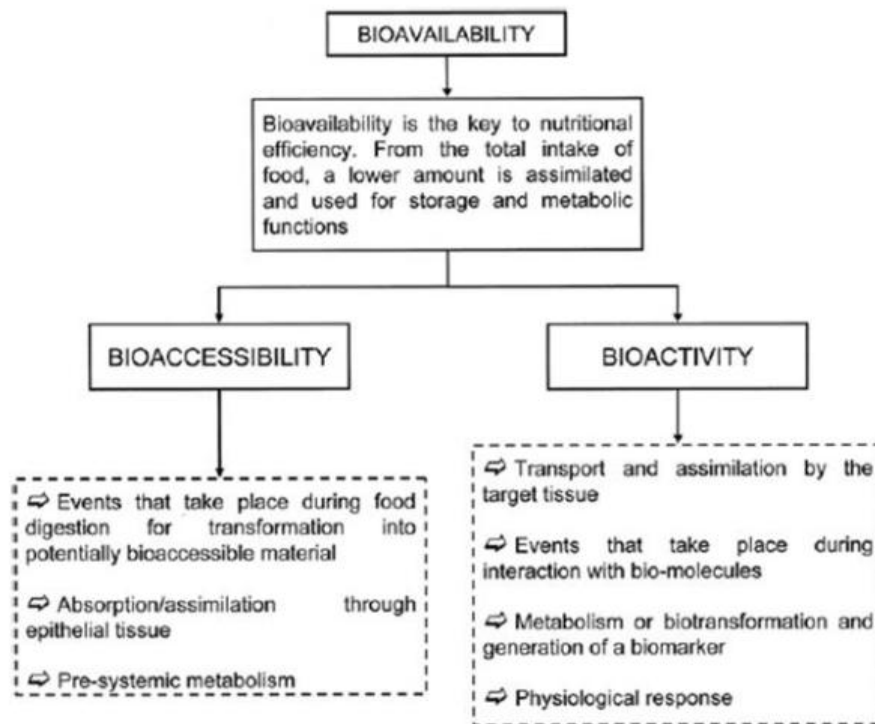 BIOAVAILABILITY
Bioavailability is the key to nutritional
efficiency. From the total intake of
food, a lower amount is assimilated
and used for storage and metabolic
functions
BIOACCESSIBILITY
BIOACTIVITY
⇨ Events that take place during food
digestion for transformation into
potentially bioaccessible material
⇨ Absorption/assimilation through
epithelial tissue
⇨ Pre-systemic metabolism
⇨ Transport and assimilation by the
target tissue
⇨ Events that take place during
interaction with bio-molecules
⇨ Metabolism or biotransformation and
generation of a biomarker
⇨ Physiological response